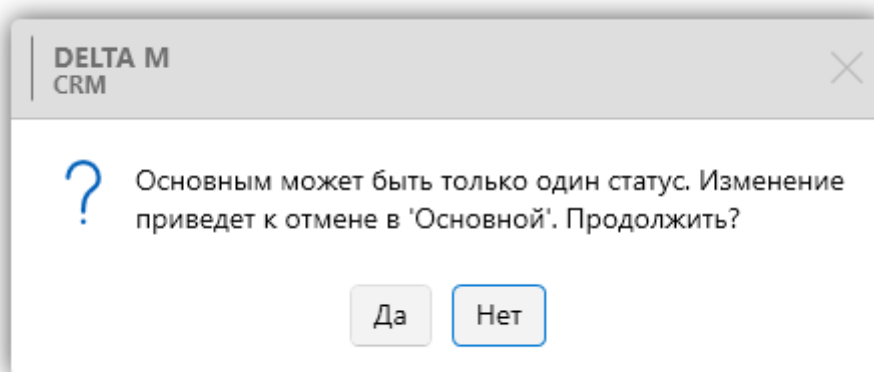 DELTA M
CRM
Основным может быть только один статус. Изменение
приведет к отмене в 'Основной'. Продолжить?
Да Нет